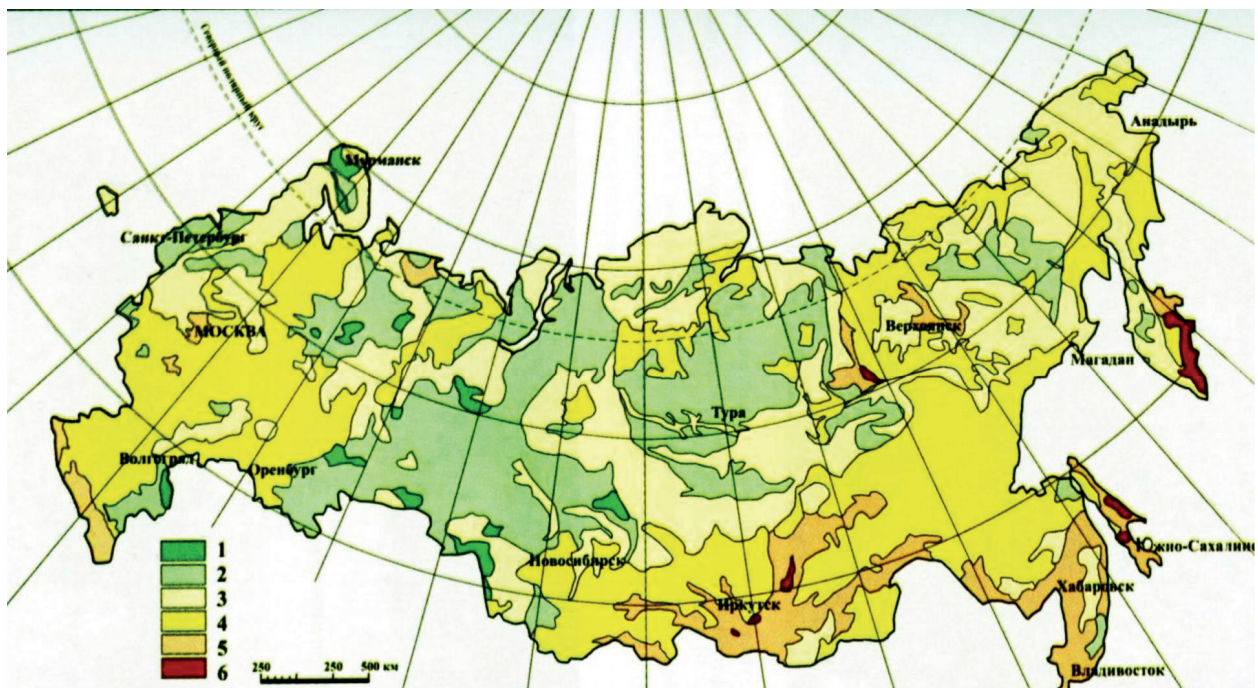 Северный полярный круг
Анадырь
Мурманск
Санкт-Петербург
МОСКВА
Верхоянск
Магадан
Тура
Волгоград
Оренбург
Новосибирск
Иркутск
Южно-Сахалинс
Хабаровск
Владивосток
1
2
3
4
5
6
250 250 500 км